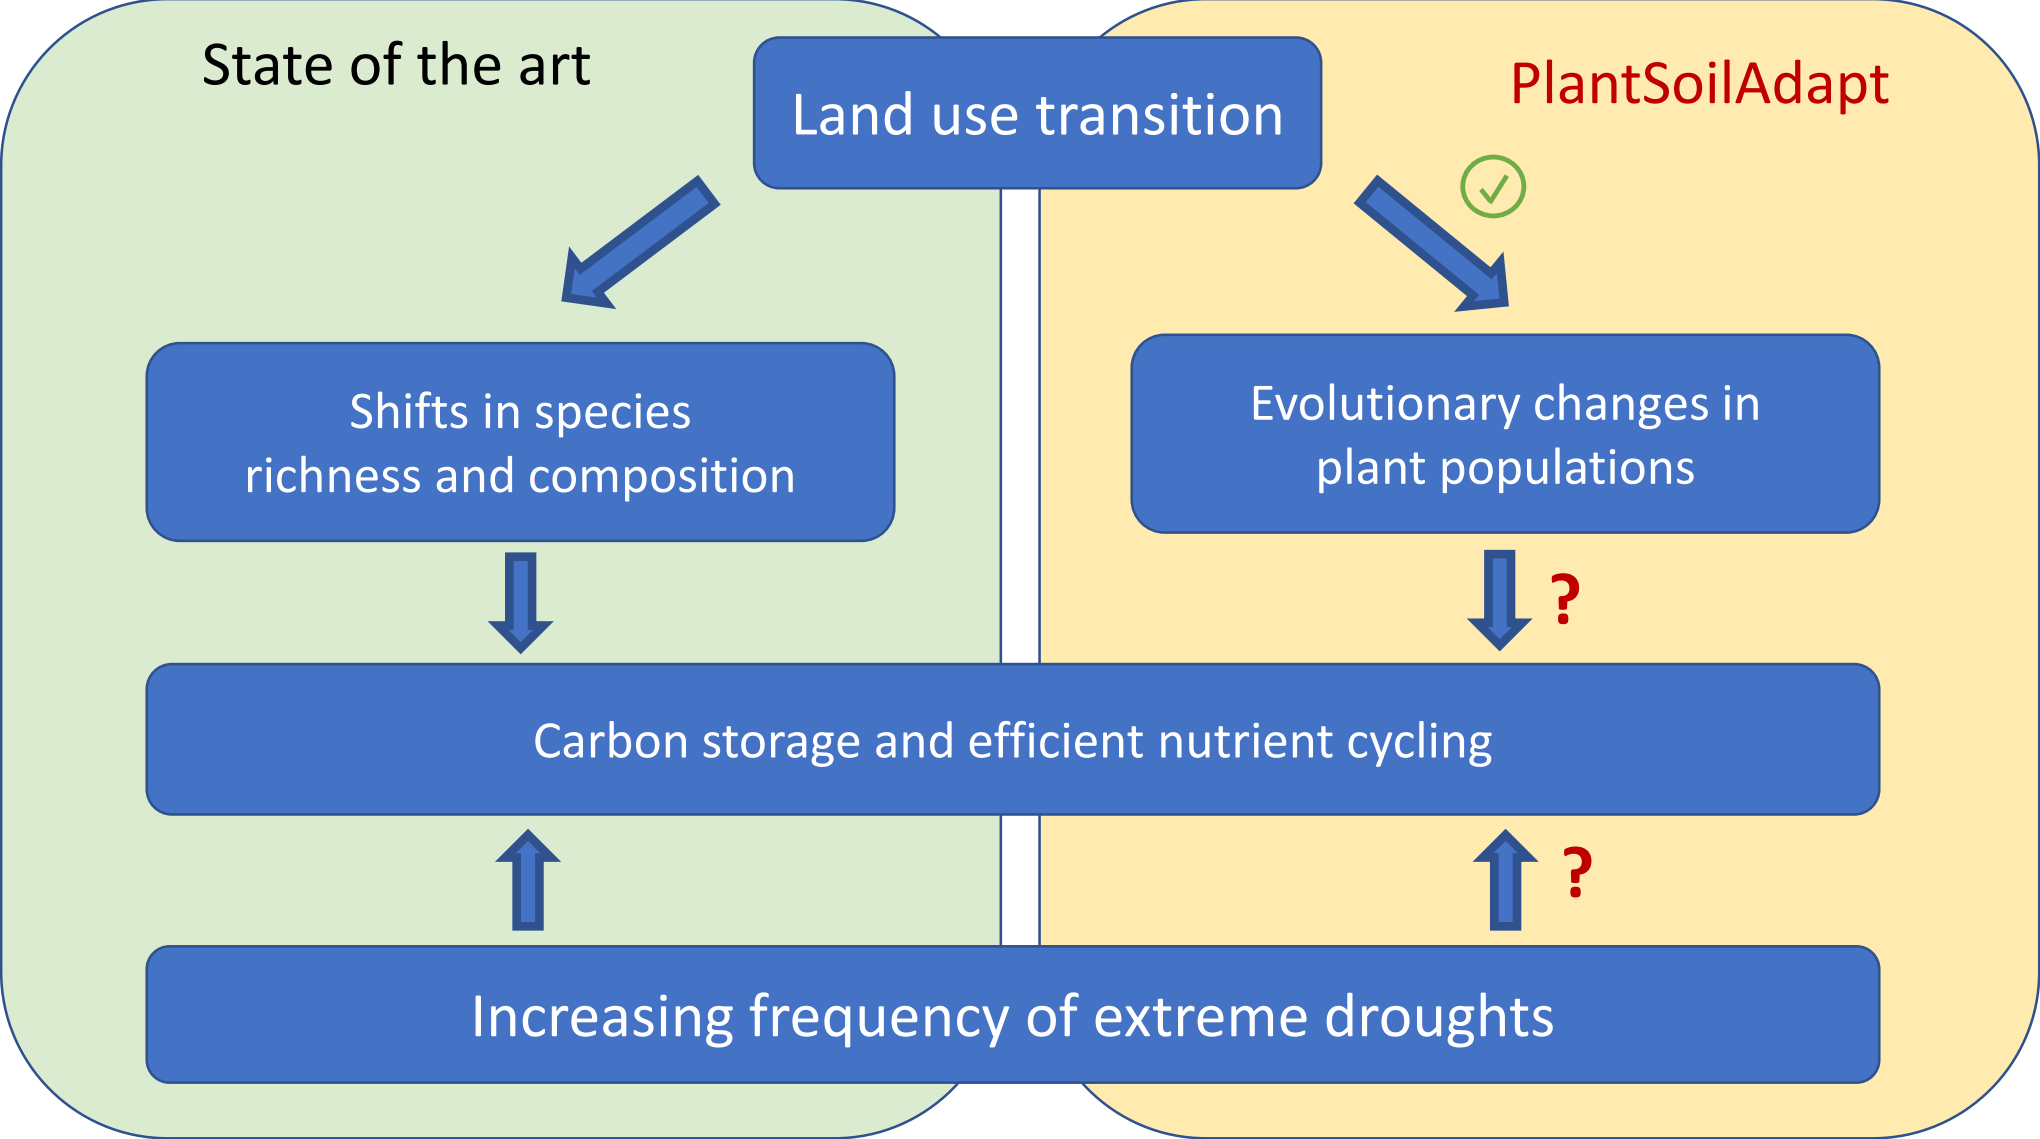 State of the art
Land use transition
PlantSoilAdapt
Shifts in species
richness and composition
Evolutionary changes in
plant populations
?
Carbon storage and efficient nutrient cycling
?
Increasing frequency of extreme droughts